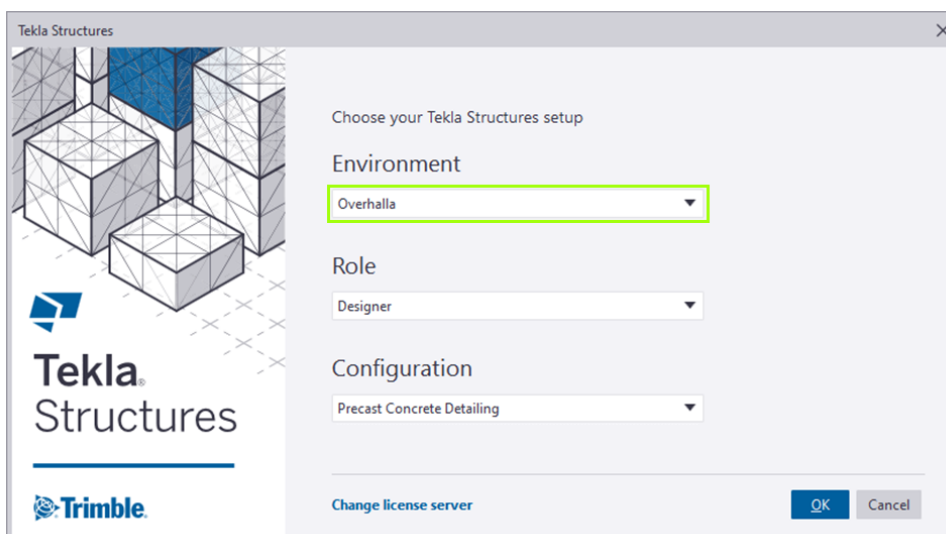 Tekla Structures
Choose your Tekla Structures setup
Environment
Overhalla
Role
Designer
Configuration
Precast Concrete Detailing
Tekla®
Structures
Trimble.
Change license server
OK
Cancel